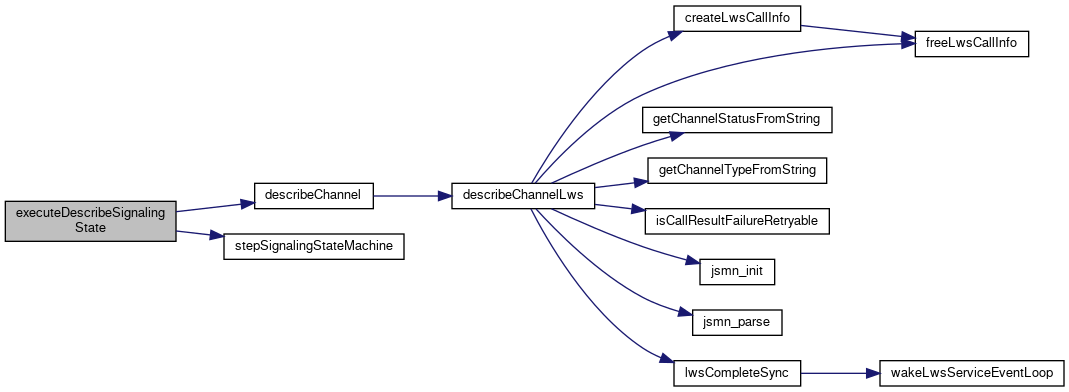 executeDescribeSignaling
State
describeChannel
stepSignalingStateMachine
describeChannelLws
createLwsCallInfo
freeLwsCallInfo
getChannelStatusFromString
getChannelTypeFromString
isCallResultFailureRetryable
jsmn_init
jsmn_parse
lwsCompleteSync
wakeLwsServiceEventLoop